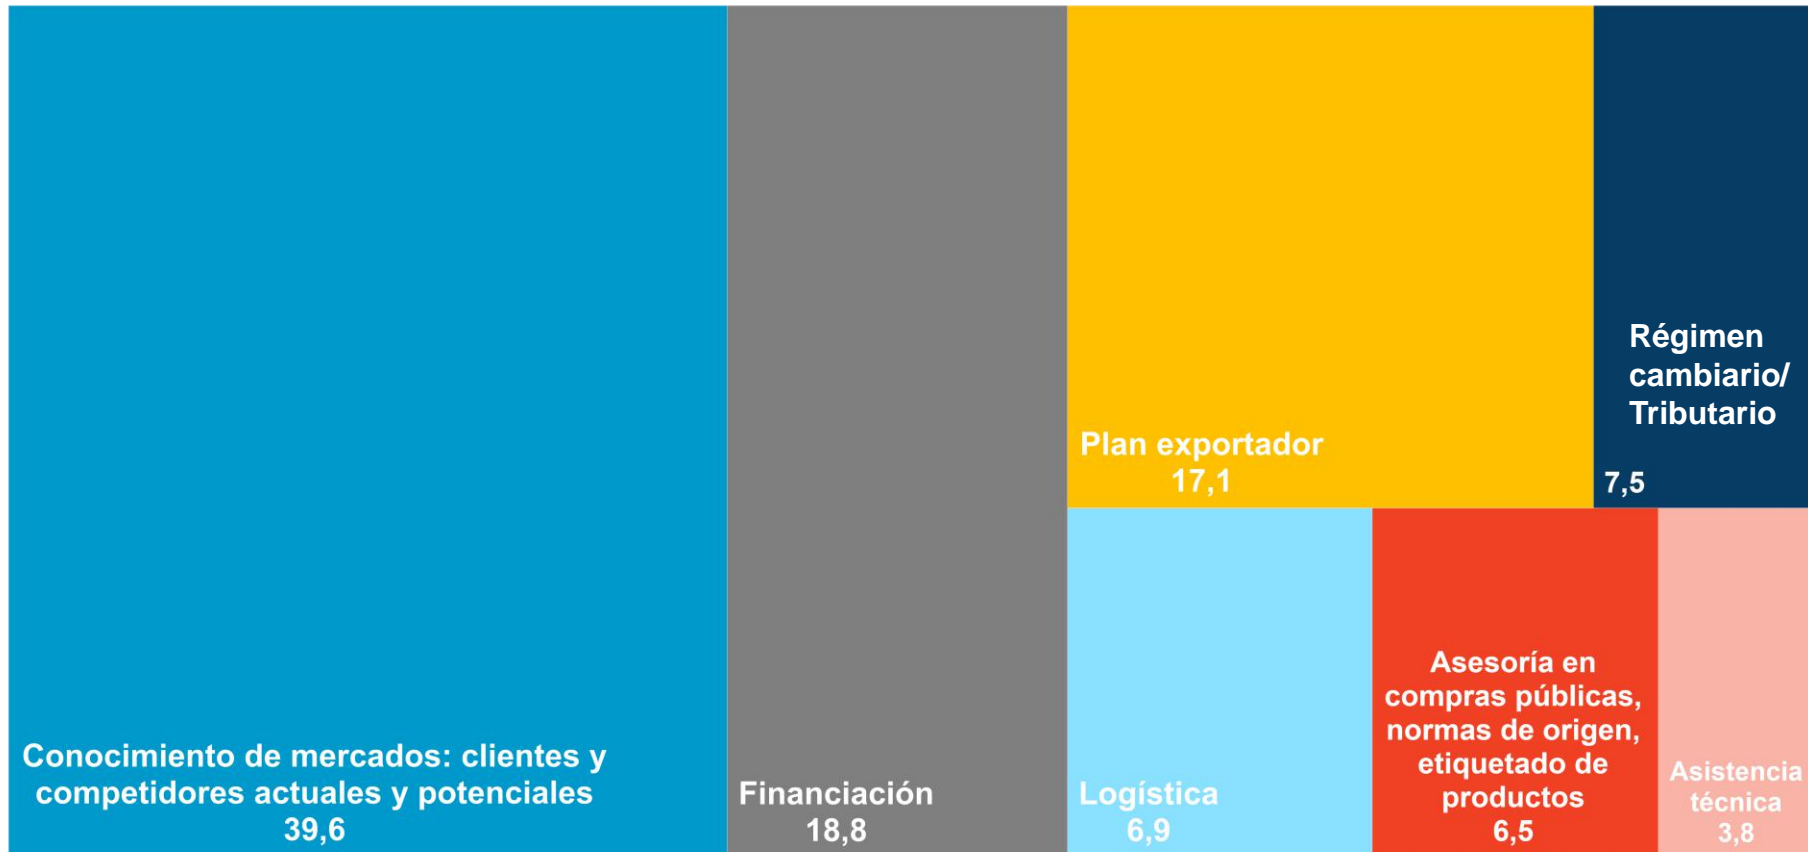 Conocimiento de mercados: clientes y
competidores actuales y potenciales
39,6
Financiación
18,8
Plan exportador
17,1
Régimen
cambiario/
Tributario
7,5
Logística
6,9
Asesoría en
compras públicas,
normas de origen,
etiquetado de
productos
6,5
Asistencia
técnica
3,8